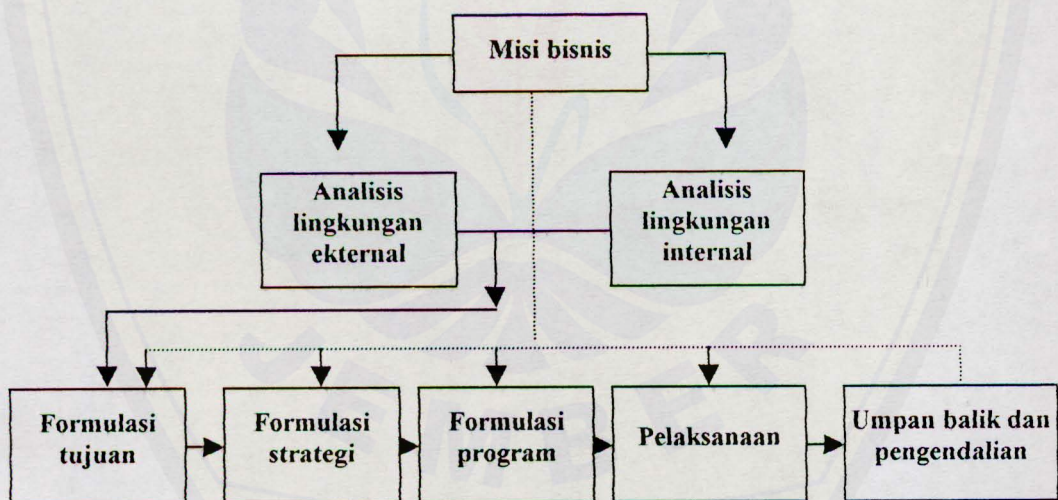 Misi bisnis
Analisis
lingkungan
ekternal
Analisis
lingkungan
internal
Formulasi
tujuan
Formulasi
strategi
Formulasi
program
Pelaksanaan
Umpan balik dan
pengendalian
JEMBER